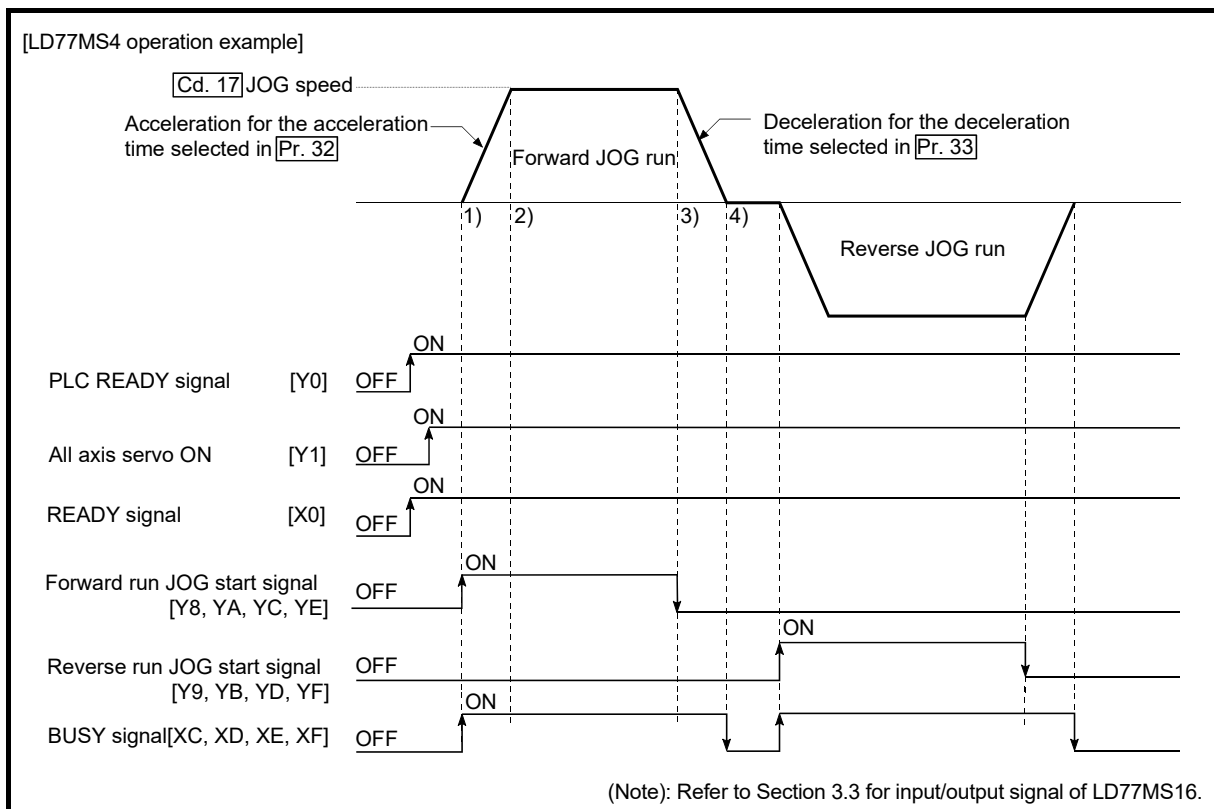 [LD77MS4 operation example]
Cd. 17 JOG speed
Acceleration for the acceleration
time selected in Pr. 32
Forward JOG run
Deceleration for the deceleration
time selected in Pr. 33
1) 2) 3) 4)
Reverse JOG run
ON
PLC READY signal [Y0] OFF
ON
All axis servo ON [Y1] OFF
ON
READY signal [X0] OFF
ON
Forward run JOG start signal OFF
[Y8, YA, YC, YE]
ON
Reverse run JOG start signal OFF
[Y9, YB, YD, YF]
ON
BUSY signal[XC, XD, XE, XF] OFF
(Note): Refer to Section 3.3 for input/output signal of LD77MS16.